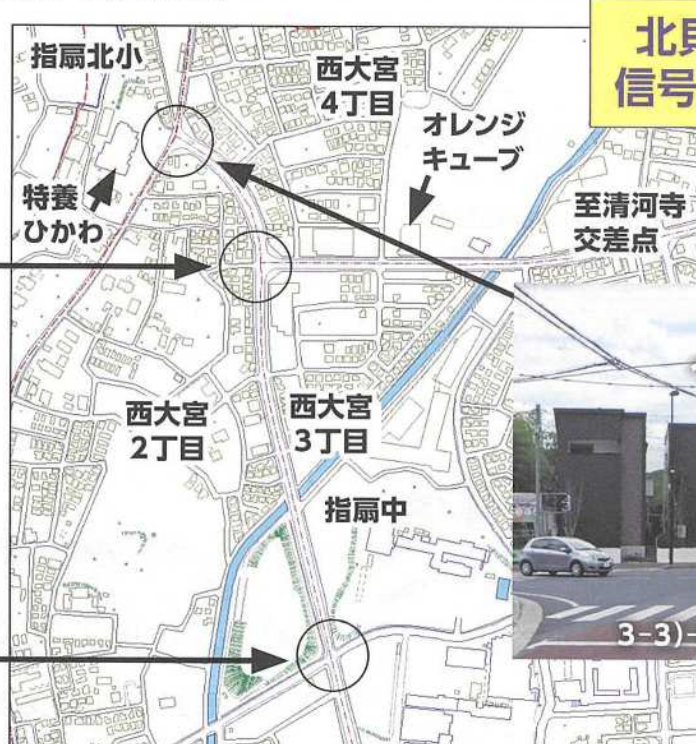 北
信号
指扇北小
西大宮
4丁目
オレンジ
キューブ
特養
ひかわ
至清河寺
交差点
西大宮
2丁目
西大宮
3丁目
指扇中
3-3)